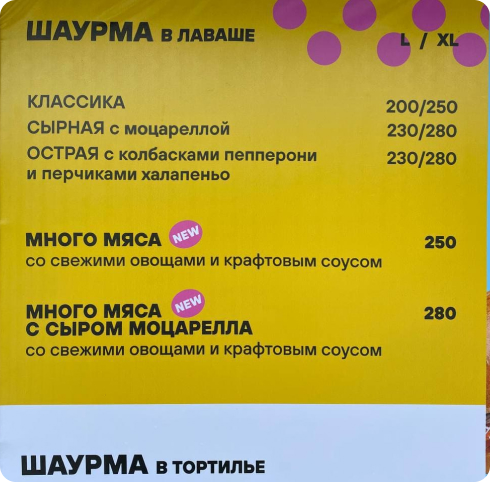 ШАУРМА В ЛАВАШЕ
L / XL
КЛАССИКА 200/250
СЫРНАЯ с моцареллой 230/280
ОСТРАЯ с колбасками пепперони 230/280
и перчиками халапеньо
МНОГО МЯСА NEW 250
со свежими овощами и крафтовым соусом
МНОГО МЯСА NEW 280
С СЫРОМ МОЦАРЕЛЛА
со свежими овощами и крафтовым соусом
ШАУРМА В ТОРТИЛЬЕ